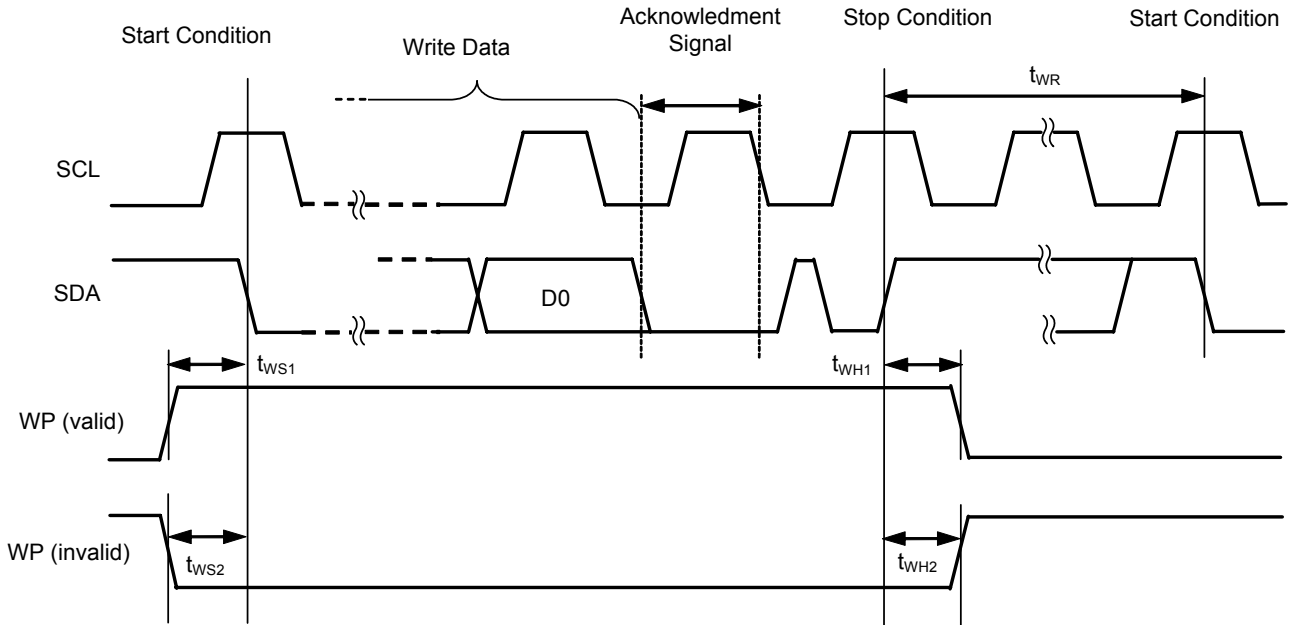 Start Condition
Write Data
Acknowledment
Signal
Stop Condition
Start Condition
tWR
SCL
SDA
D0
tWS1
tWH1
WP (valid)
WP (invalid)
tWS2
tWH2